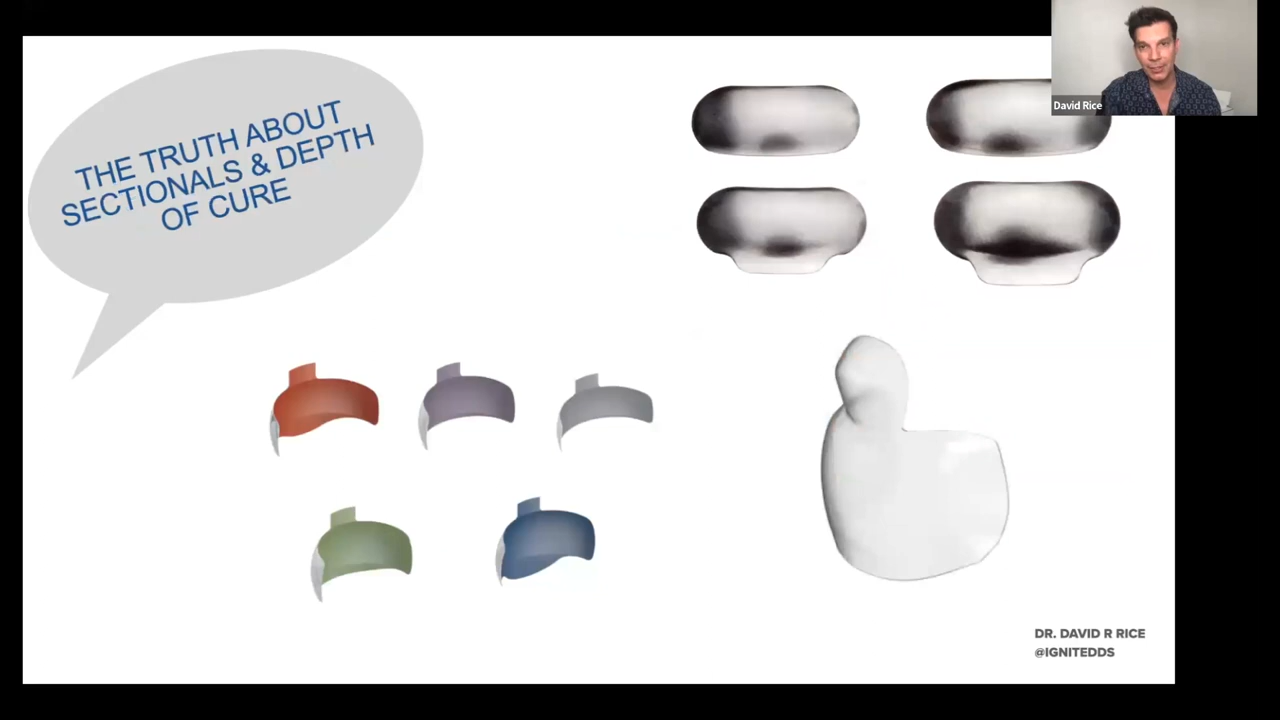 THE TRUTH ABOUT
SECTIONALS & DEPTH
OF CURE
David Rice
DR. DAVID R RICE
@IGNITEDDS